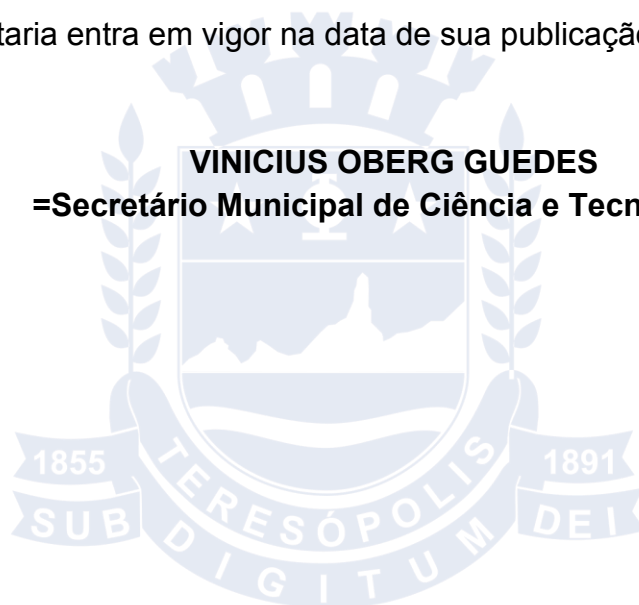 taria entra em vigor na data de sua publicação
VINICIUS OBERG GUEDES
=Secretário Municipal de Ciência e Tecn
1855
TERESÓPOLIS
1891
SUB
DIGITUM
DEI